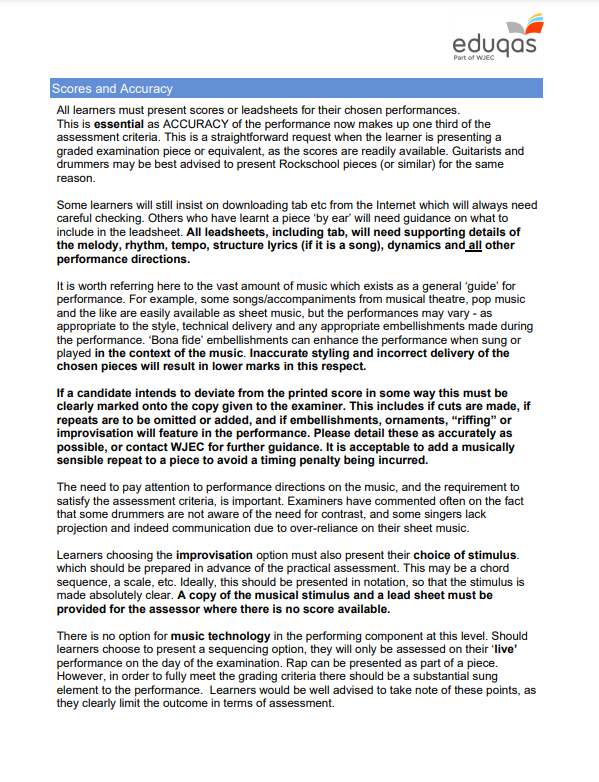 eduqas
Part of WJEC
Scores and Accuracy
All learners must present scores or leadsheets for their chosen performances.
This is essential as ACCURACY of the performance now makes up one third of the
assessment criteria. This is a straightforward request when the learner is presenting a
graded examination piece or equivalent, as the scores are readily available. Guitarists and
drummers may be best advised to present Rockschool pieces (or similar) for the same
reason.
Some learners will still insist on downloading tab etc from the Internet which will always need
careful checking. Others who have learnt a piece ‘by ear’ will need guidance on what to
include in the leadsheet. All leadsheets, including tab, will need supporting details of
the melody, rhythm, tempo, structure lyrics (if it is a song), dynamics and all other
performance directions.
It is worth referring here to the vast amount of music which exists as a general ‘guide’ for
performance. For example, some songs/accompaniments from musical theatre, pop music
and the like are easily available as sheet music, but the performances may vary - as
appropriate to the style, technical delivery and any appropriate embellishments made during
the performance. ‘Bona fide’ embellishments can enhance the performance when sung or
played in the context of the music. Inaccurate styling and incorrect delivery of the
chosen pieces will result in lower marks in this respect.
If a candidate intends to deviate from the printed score in some way this must be
clearly marked onto the copy given to the examiner. This includes if cuts are made, if
repeats are to be omitted or added, and if embellishments, ornaments, “riffing” or
improvisation will feature in the performance. Please detail these as accurately as
possible, or contact WJEC for further guidance. It is acceptable to add a musically
sensible repeat to a piece to avoid a timing penalty being incurred.
The need to pay attention to performance directions on the music, and the requirement to
satisfy the assessment criteria, is important. Examiners have commented often on the fact
that some drummers are not aware of the need for contrast, and some singers lack
projection and indeed communication due to over-reliance on their sheet music.
Learners choosing the improvisation option must also present their choice of stimulus.
which should be prepared in advance of the practical assessment. This may be a chord
sequence, a scale, etc. Ideally, this should be presented in notation, so that the stimulus is
made absolutely clear. A copy of the musical stimulus and a lead sheet must be
provided for the assessor where there is no score available.
There is no option for music technology in the performing component at this level. Should
learners choose to present a sequencing option, they will only be assessed on their ‘live’
performance on the day of the examination. Rap can be presented as part of a piece.
However, in order to fully meet the grading criteria there should be a substantial sung
element to the performance. Learners would be well advised to take note of these points, as
they clearly limit the outcome in terms of assessment.